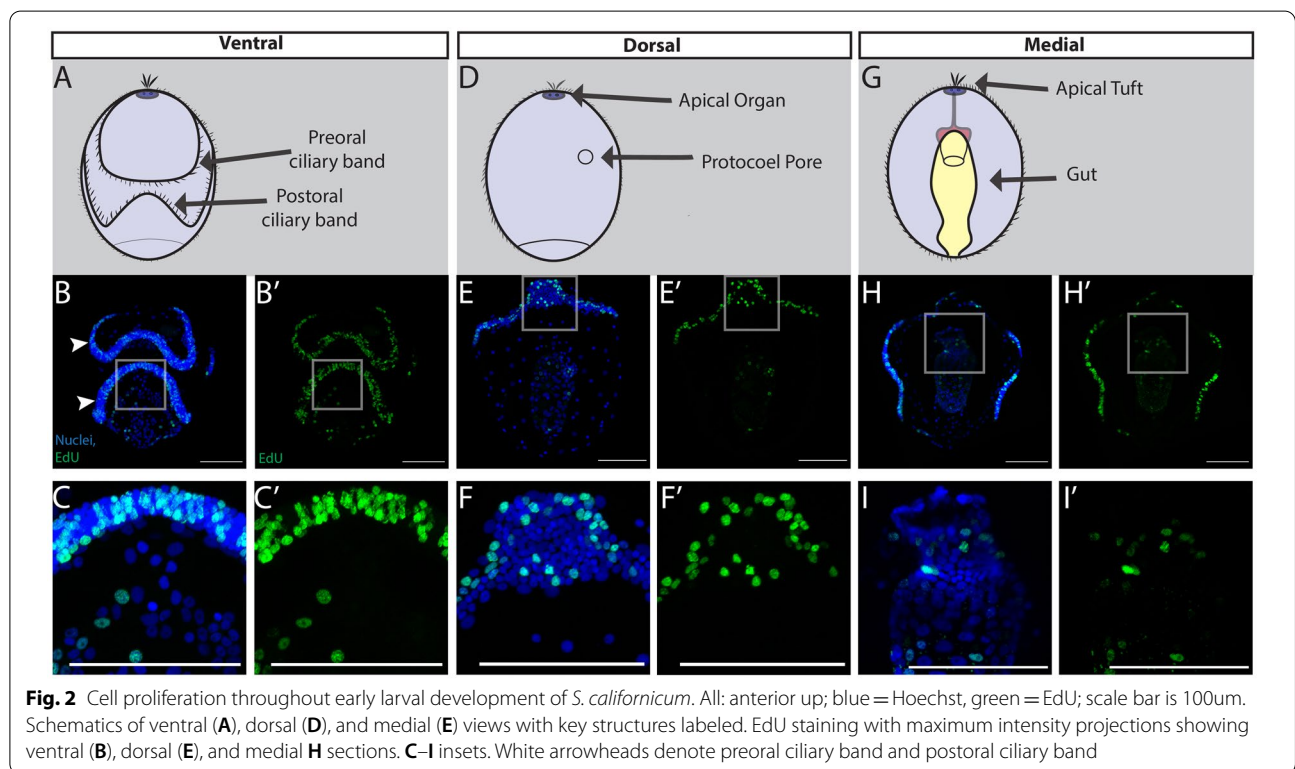 Ventral
Dorsal
Medial
A
Preoral
ciliary band
Postoral
ciliary band
D
Apical Organ
Protocoel Pore
G
Apical Tuft
Gut
B
Nuclei,
EdU
B'
EdU
E
E'
H
H'
C
C'
F
F'
I
I'
Fig. 2 Cell proliferation throughout early larval development of S. californicum. All: anterior up; blue = Hoechst, green = EdU; scale bar is 100um.
Schematics of ventral (A), dorsal (D), and medial (E) views with key structures labeled. EdU staining with maximum intensity projections showing
ventral (B), dorsal (E), and medial H sections. C–I insets. White arrowheads denote preoral ciliary band and postoral ciliary band